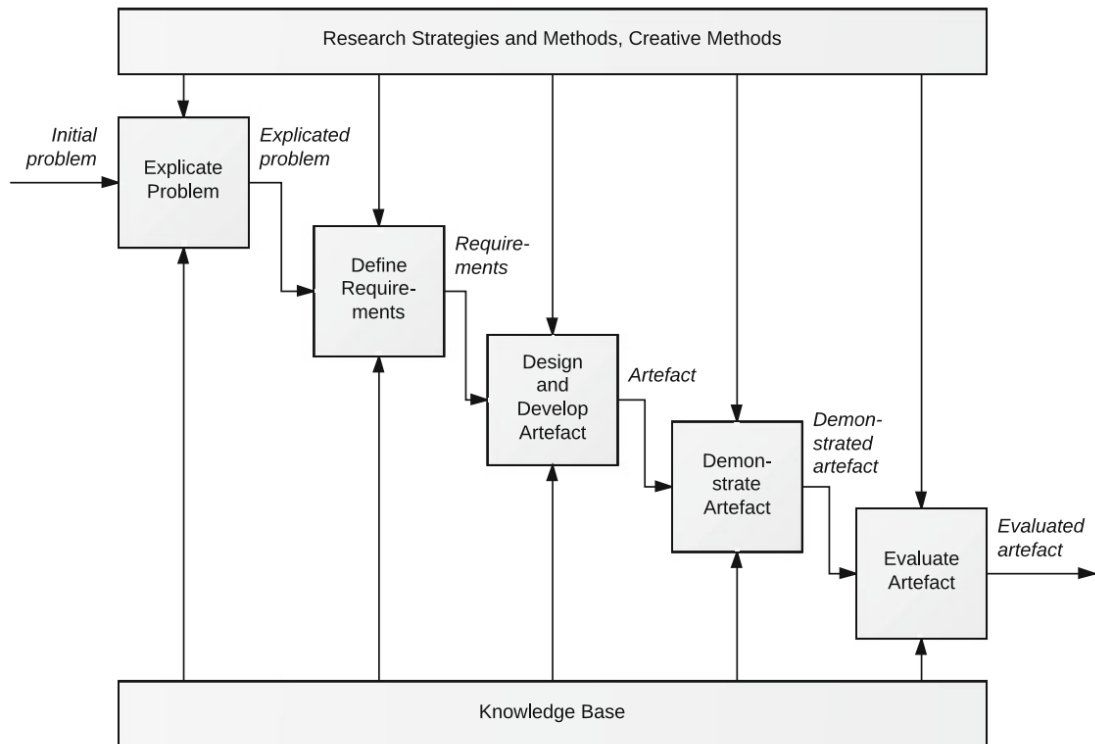 Research Strategies and Methods, Creative Methods
Initial
problem
Explicate
Problem
Explicated
problem
Define
Require-
ments
Require-
ments
Design
and
Develop
Artefact
Artefact
Demon-
strate
Artefact
Demon-
strated
artefact
Evaluate
Artefact
Evaluated
artefact
Knowledge Base